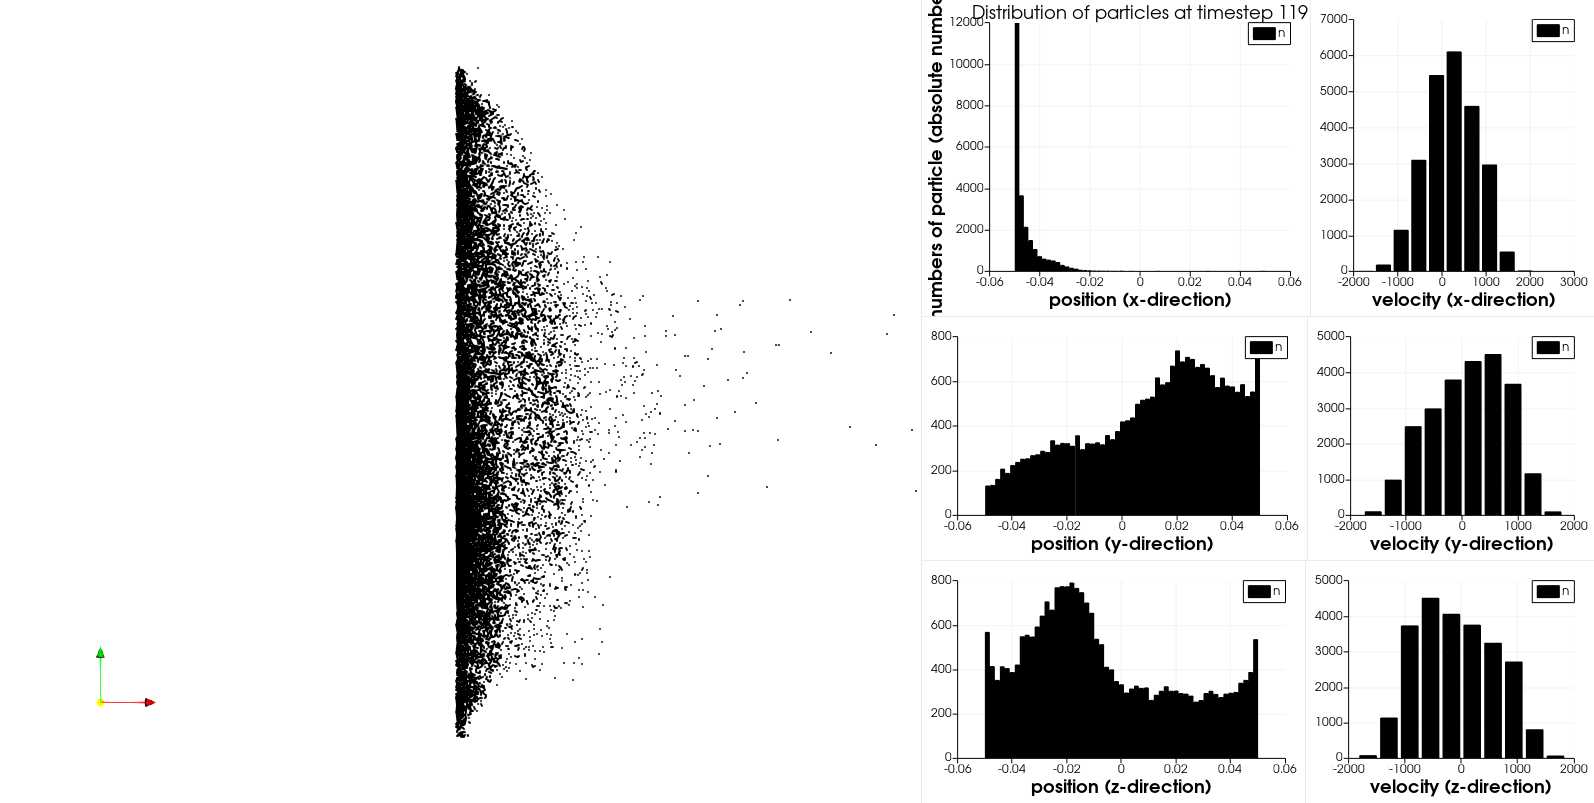 Distribution of particles at timestep 119
numbers of particle (absolute numbe
12000
10000
8000
6000
4000
2000
0
-0.06 -0.04 -0.02 0 0.02 0.04 0.06
position (x-direction)
n
7000
6000
5000
4000
3000
2000
1000
0
-2000 -1000 0 1000 2000 3000
velocity (x-direction)
n
800
600
400
200
0
-0.06 -0.04 -0.02 0 0.02 0.04 0.06
position (y-direction)
n
5000
4000
3000
2000
1000
0
-2000 -1000 0 1000 2000
velocity (y-direction)
n
800
600
400
200
0
-0.06 -0.04 -0.02 0 0.02 0.04 0.06
position (z-direction)
n
5000
4000
3000
2000
1000
0
-2000 -1000 0 1000 2000
velocity (z-direction)
n